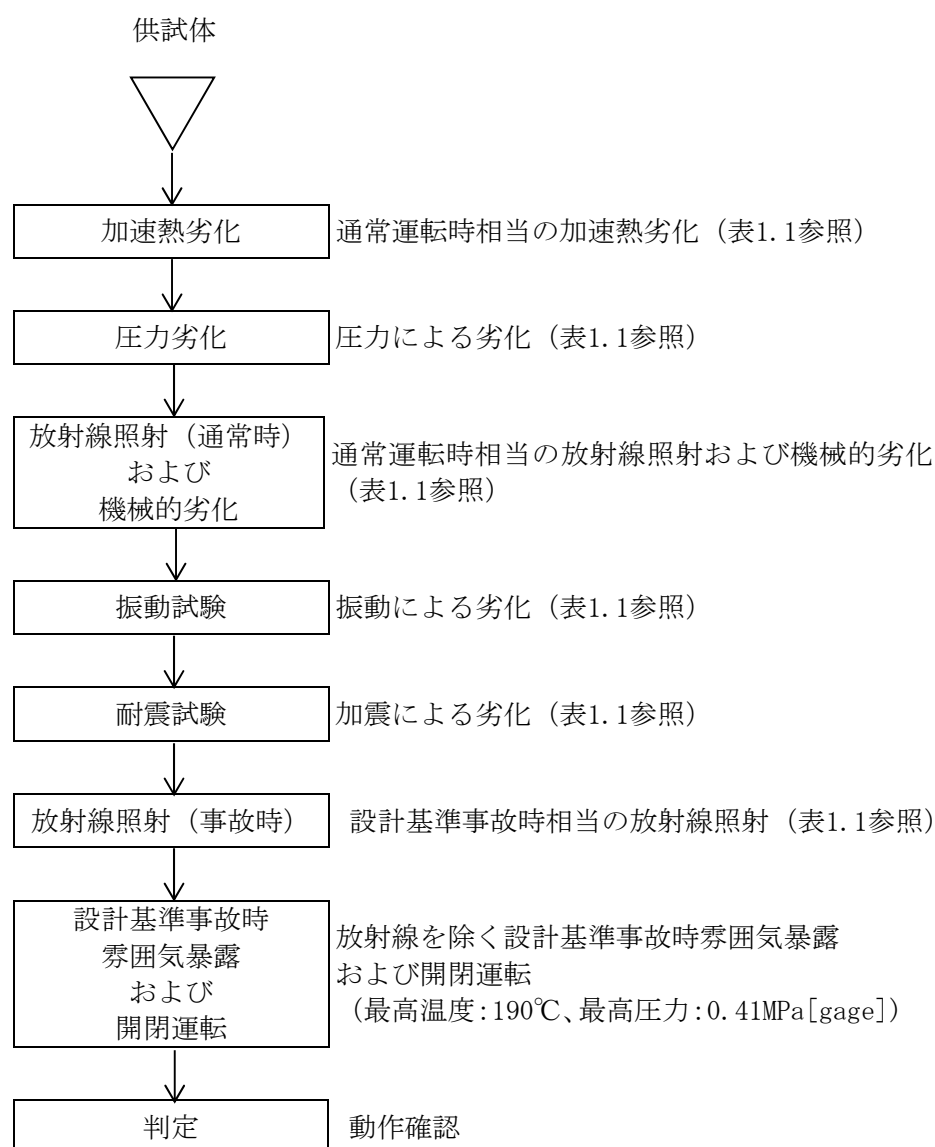 供試体
加速熱劣化
通常運転時相当の加速熱劣化（表1.1参照）
圧力劣化
圧力による劣化（表1.1参照）
放射線照射（通常時）
および
機械的劣化
通常運転時相当の放射線照射および機械的劣化
（表1.1参照）
振動試験
振動による劣化（表1.1参照）
耐震試験
加震による劣化（表1.1参照）
放射線照射（事故時）
設計基準事故時相当の放射線照射（表1.1参照）
設計基準事故時
雰囲気暴露
および
開閉運転
放射線を除く設計基準事故時雰囲気暴露
および開閉運転
（最高温度:190℃、最高圧力:0.41MPa[gage]）
判定
動作確認